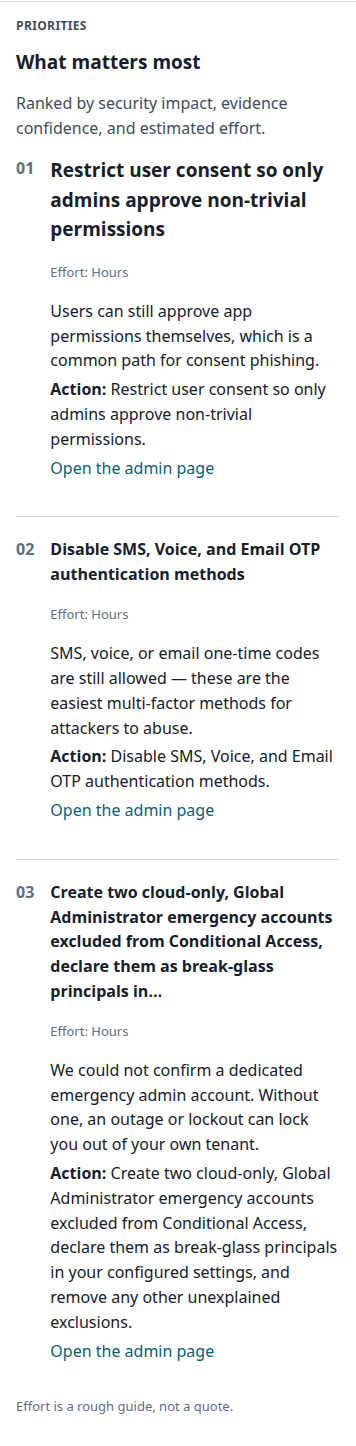 PRIORITIES
What matters most
Ranked by security impact, evidence
confidence, and estimated effort.
01 Restrict user consent so only
admins approve non-trivial
permissions
Effort: Hours
Users can still approve app
permissions themselves, which is a
common path for consent phishing.
Action: Restrict user consent so only
admins approve non-trivial
permissions.
Open the admin page
02 Disable SMS, Voice, and Email OTP
authentication methods
Effort: Hours
SMS, voice, or email one-time codes
are still allowed — these are the
easiest multi-factor methods for
attackers to abuse.
Action: Disable SMS, Voice, and Email
OTP authentication methods.
Open the admin page
03 Create two cloud-only, Global
Administrator emergency accounts
excluded from Conditional Access,
declare them as break-glass
principals in...
Effort: Hours
We could not confirm a dedicated
emergency admin account. Without
one, an outage or lockout can lock
you out of your own tenant.
Action: Create two cloud-only, Global
Administrator emergency accounts
excluded from Conditional Access,
declare them as break-glass principals
in your configured settings, and
remove any other unexplained
exclusions.
Open the admin page
Effort is a rough guide, not a quote.